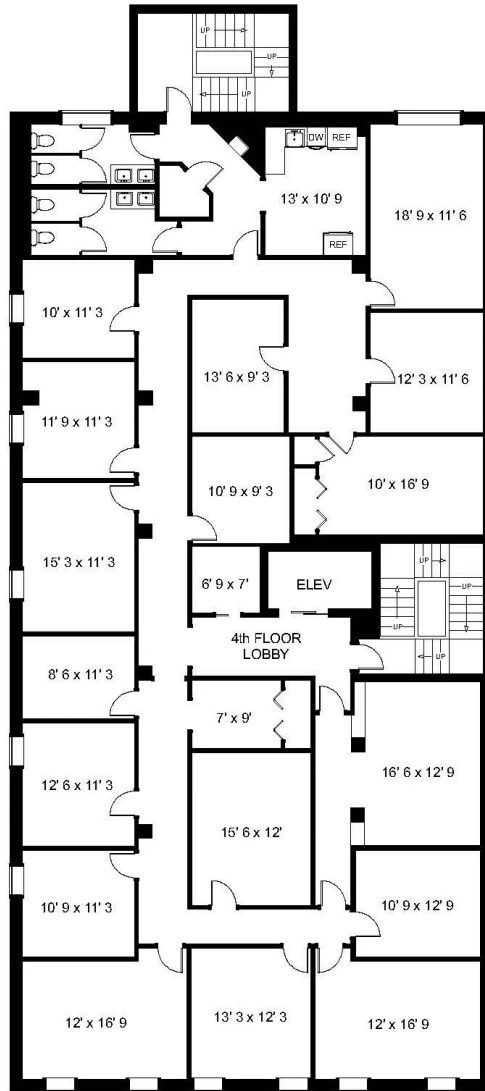 UP
UP
UP
DW
REF
13' x 10' 9
REF
18' 9 x 11' 6
10' x 11' 3
13' 6 x 9' 3
12' 3 x 11' 6
11' 9 x 11' 3
10' 9 x 9' 3
10' x 16' 9
15' 3 x 11' 3
6' 9 x 7'
ELEV
UP
UP
UP
UP
4th FLOOR
LOBBY
8' 6 x 11' 3
7' x 9'
12' 6 x 11' 3
15' 6 x 12'
16' 6 x 12' 9
10' 9 x 11' 3
10' 9 x 12' 9
12' x 16' 9
13' 3 x 12' 3
12' x 16' 9